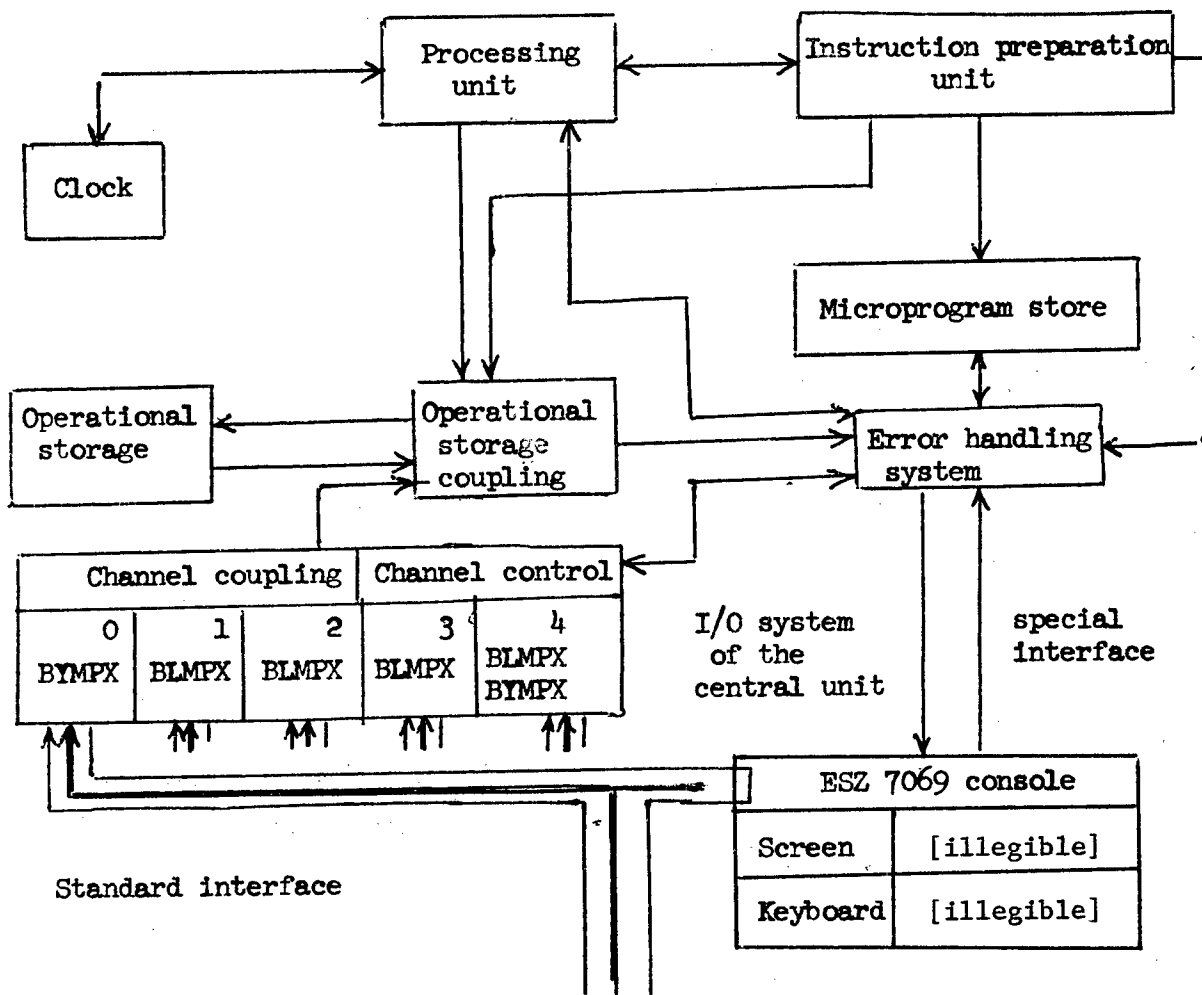 Processing
unit
Instruction preparation
unit
Clock
Microprogram store
Operational
storage
Operational
storage
coupling
Error handling
system
Channel coupling
Channel control
0
BYMPX
1
BLMPX
2
BLMPX
3
BLMPX
4
BLMPX
BYMPX
I/O system
of the
central unit
special
interface
ESZ 7069 console
Screen
[illegible]
Keyboard
[illegible]
Standard interface